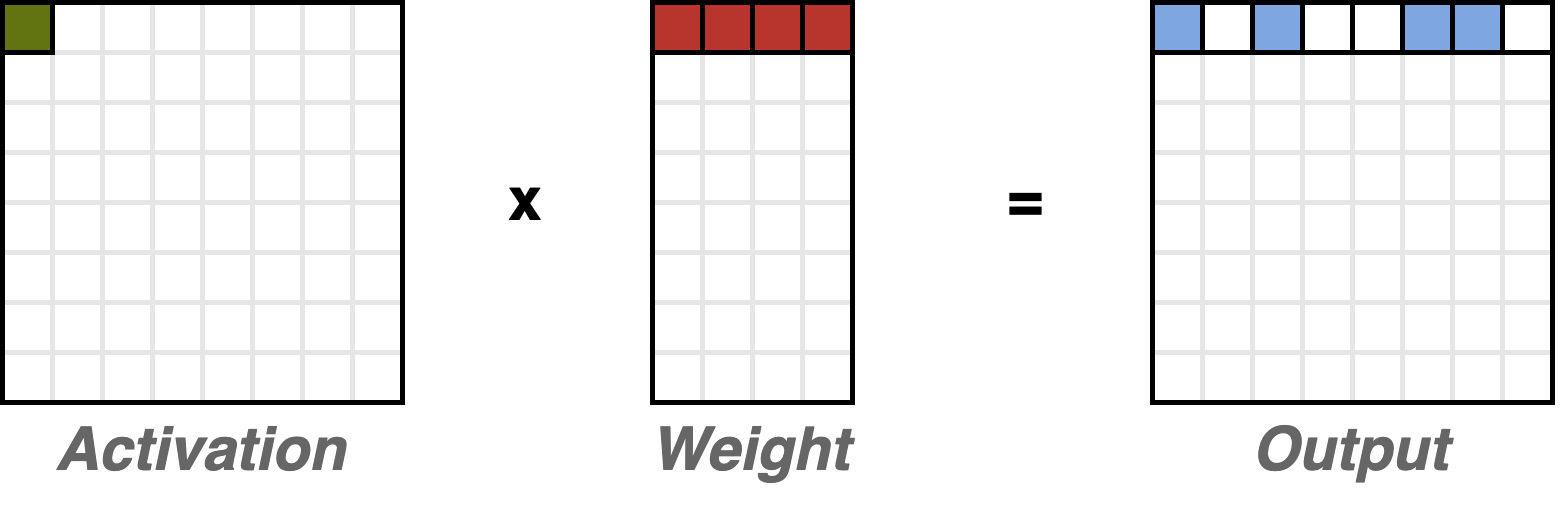 x
=
Activation
Weight
Output